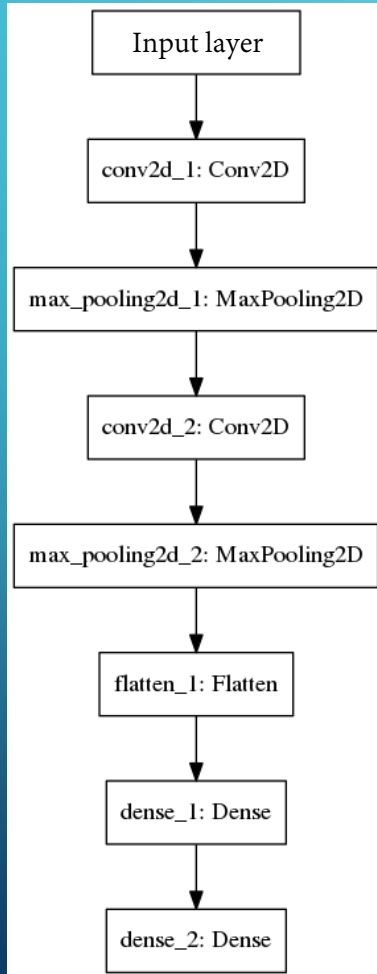 Input layer
conv2d_1: Conv2D
max_pooling2d_1: MaxPooling2D
conv2d_2: Conv2D
max_pooling2d_2: MaxPooling2D
flatten_1: Flatten
dense_1: Dense
dense_2: Dense